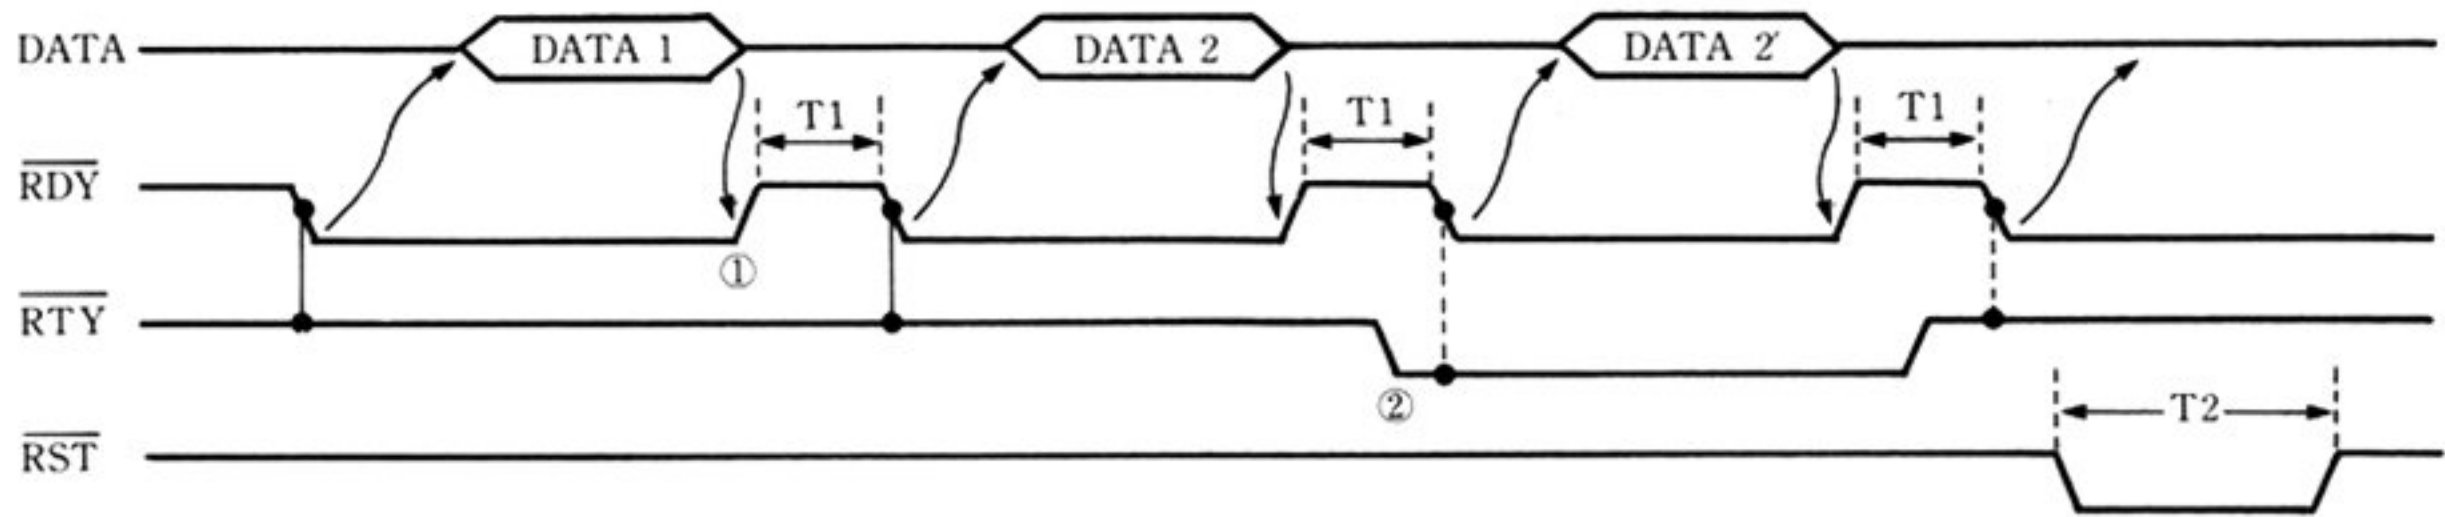 DATA DATA 1 DATA 2 DATA 2′
T1 T1 T1
RDY
①
RTY
②
T2
RST